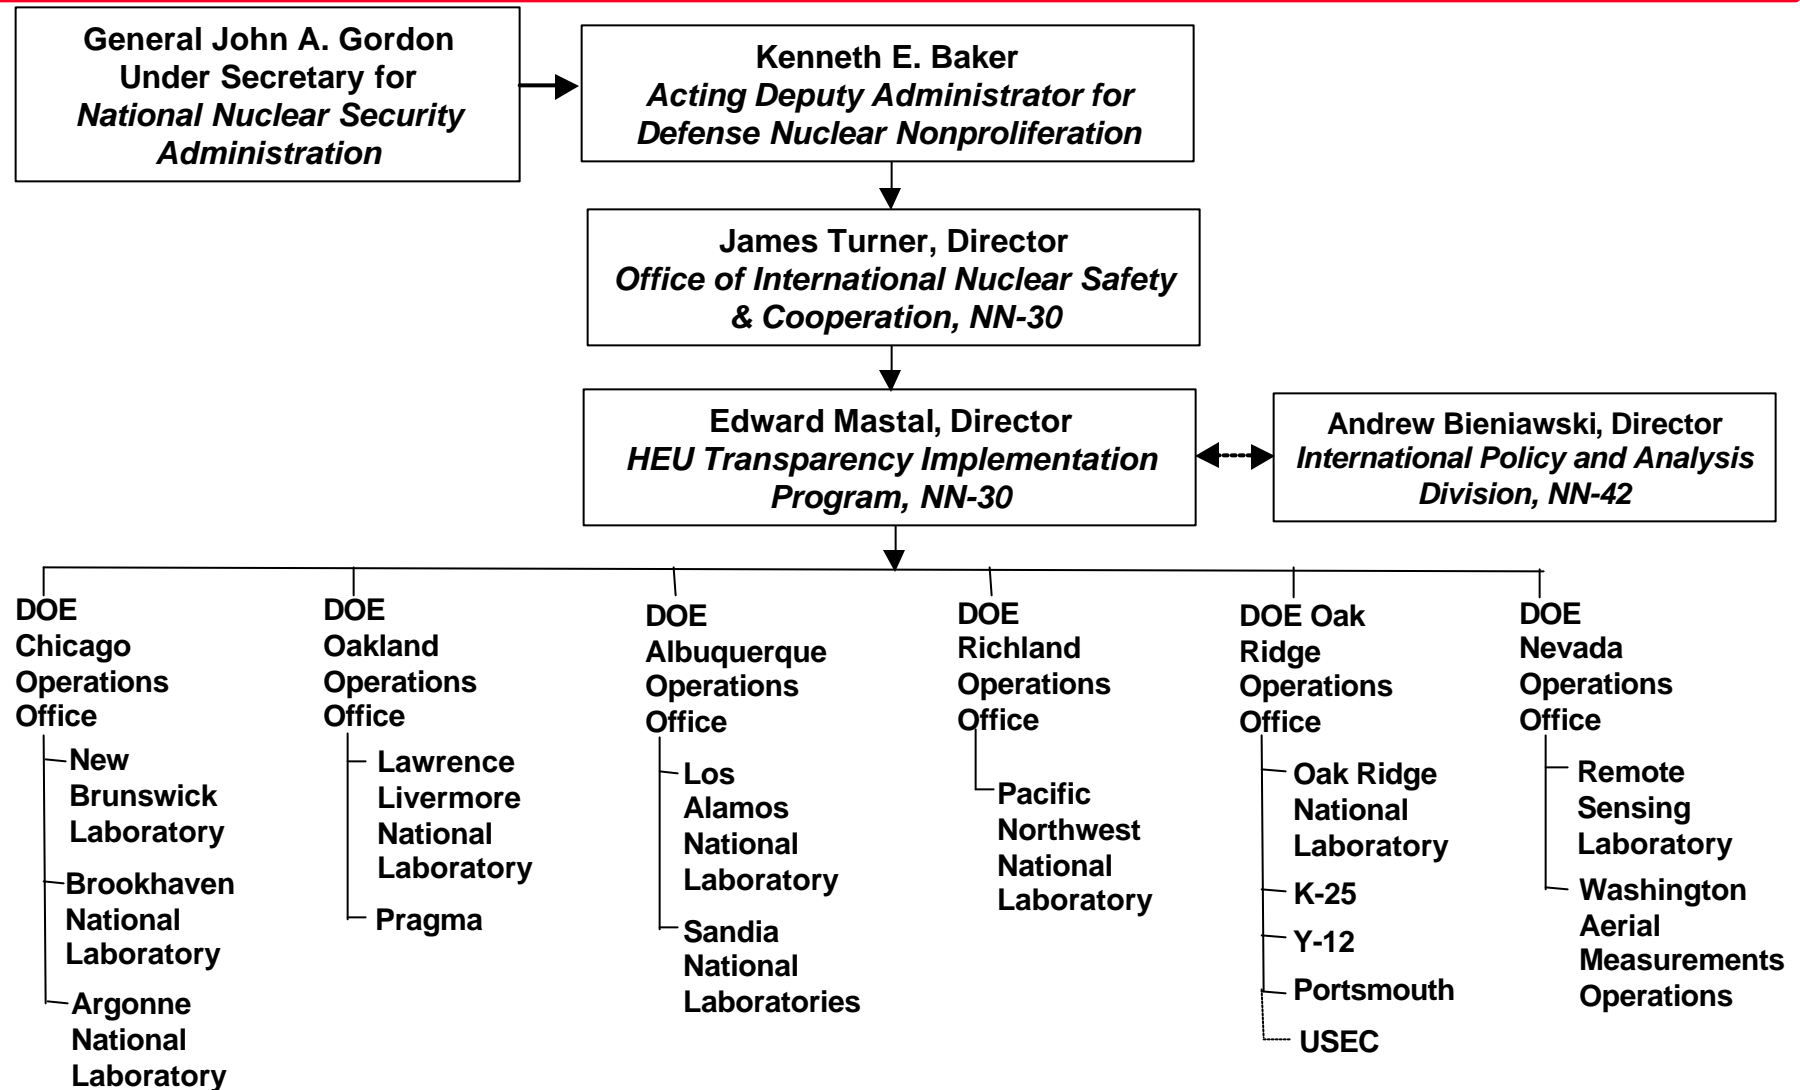 General John A. Gordon
Under Secretary for
National Nuclear Security
Administration
Kenneth E. Baker
Acting Deputy Administrator for
Defense Nuclear Nonproliferation
James Turner, Director
Office of International Nuclear Safety
& Cooperation, NN-30
Edward Mastal, Director
HEU Transparency Implementation
Program, NN-30
Andrew Bieniawski, Director
International Policy and Analysis
Division, NN-42
DOE
Chicago
Operations
Office
New
Brunswick
Laboratory
Brookhaven
National
Laboratory
Argonne
National
Laboratory
DOE
Oakland
Operations
Office
Lawrence
Livermore
National
Laboratory
Pragma
DOE
Albuquerque
Operations
Office
Los
Alamos
National
Laboratory
Sandia
National
Laboratories
DOE
Richland
Operations
Office
Pacific
Northwest
National
Laboratory
DOE Oak
Ridge
Operations
Office
Oak Ridge
National
Laboratory
K-25
Y-12
Portsmouth
USEC
DOE
Nevada
Operations
Office
Remote
Sensing
Laboratory
Washington
Aerial
Measurements
Operations